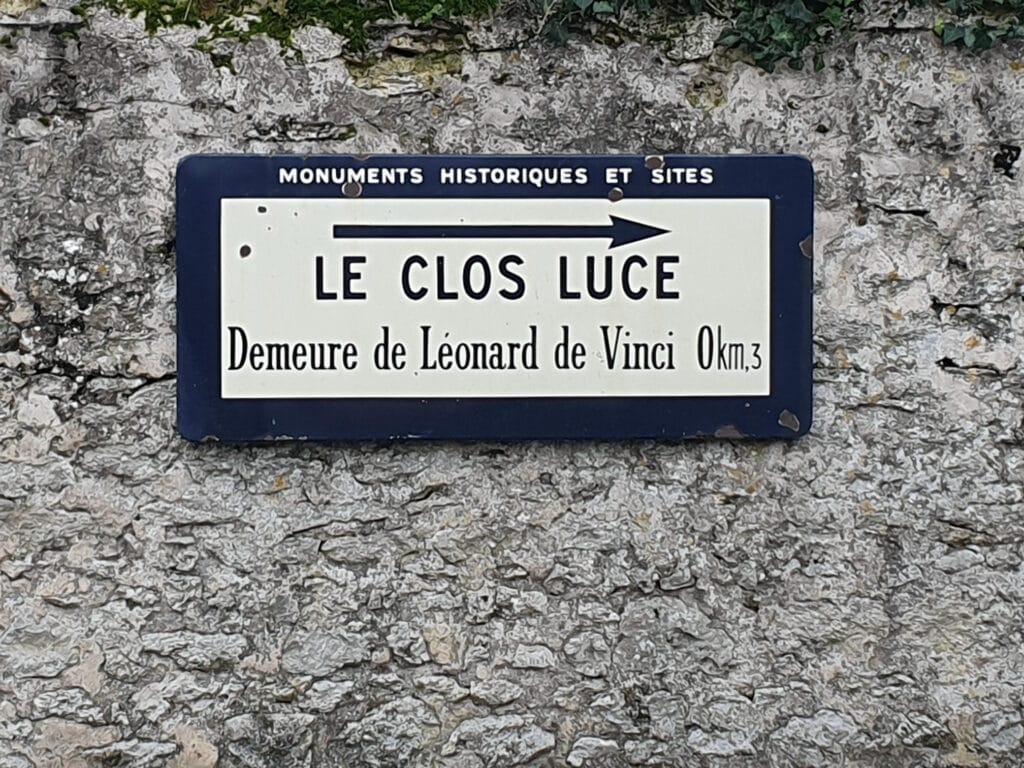 MONUMENTS HISTORIQUES ET SITES
LE CLOS LUCE
Demeure de Léonard de Vinci 0km,3